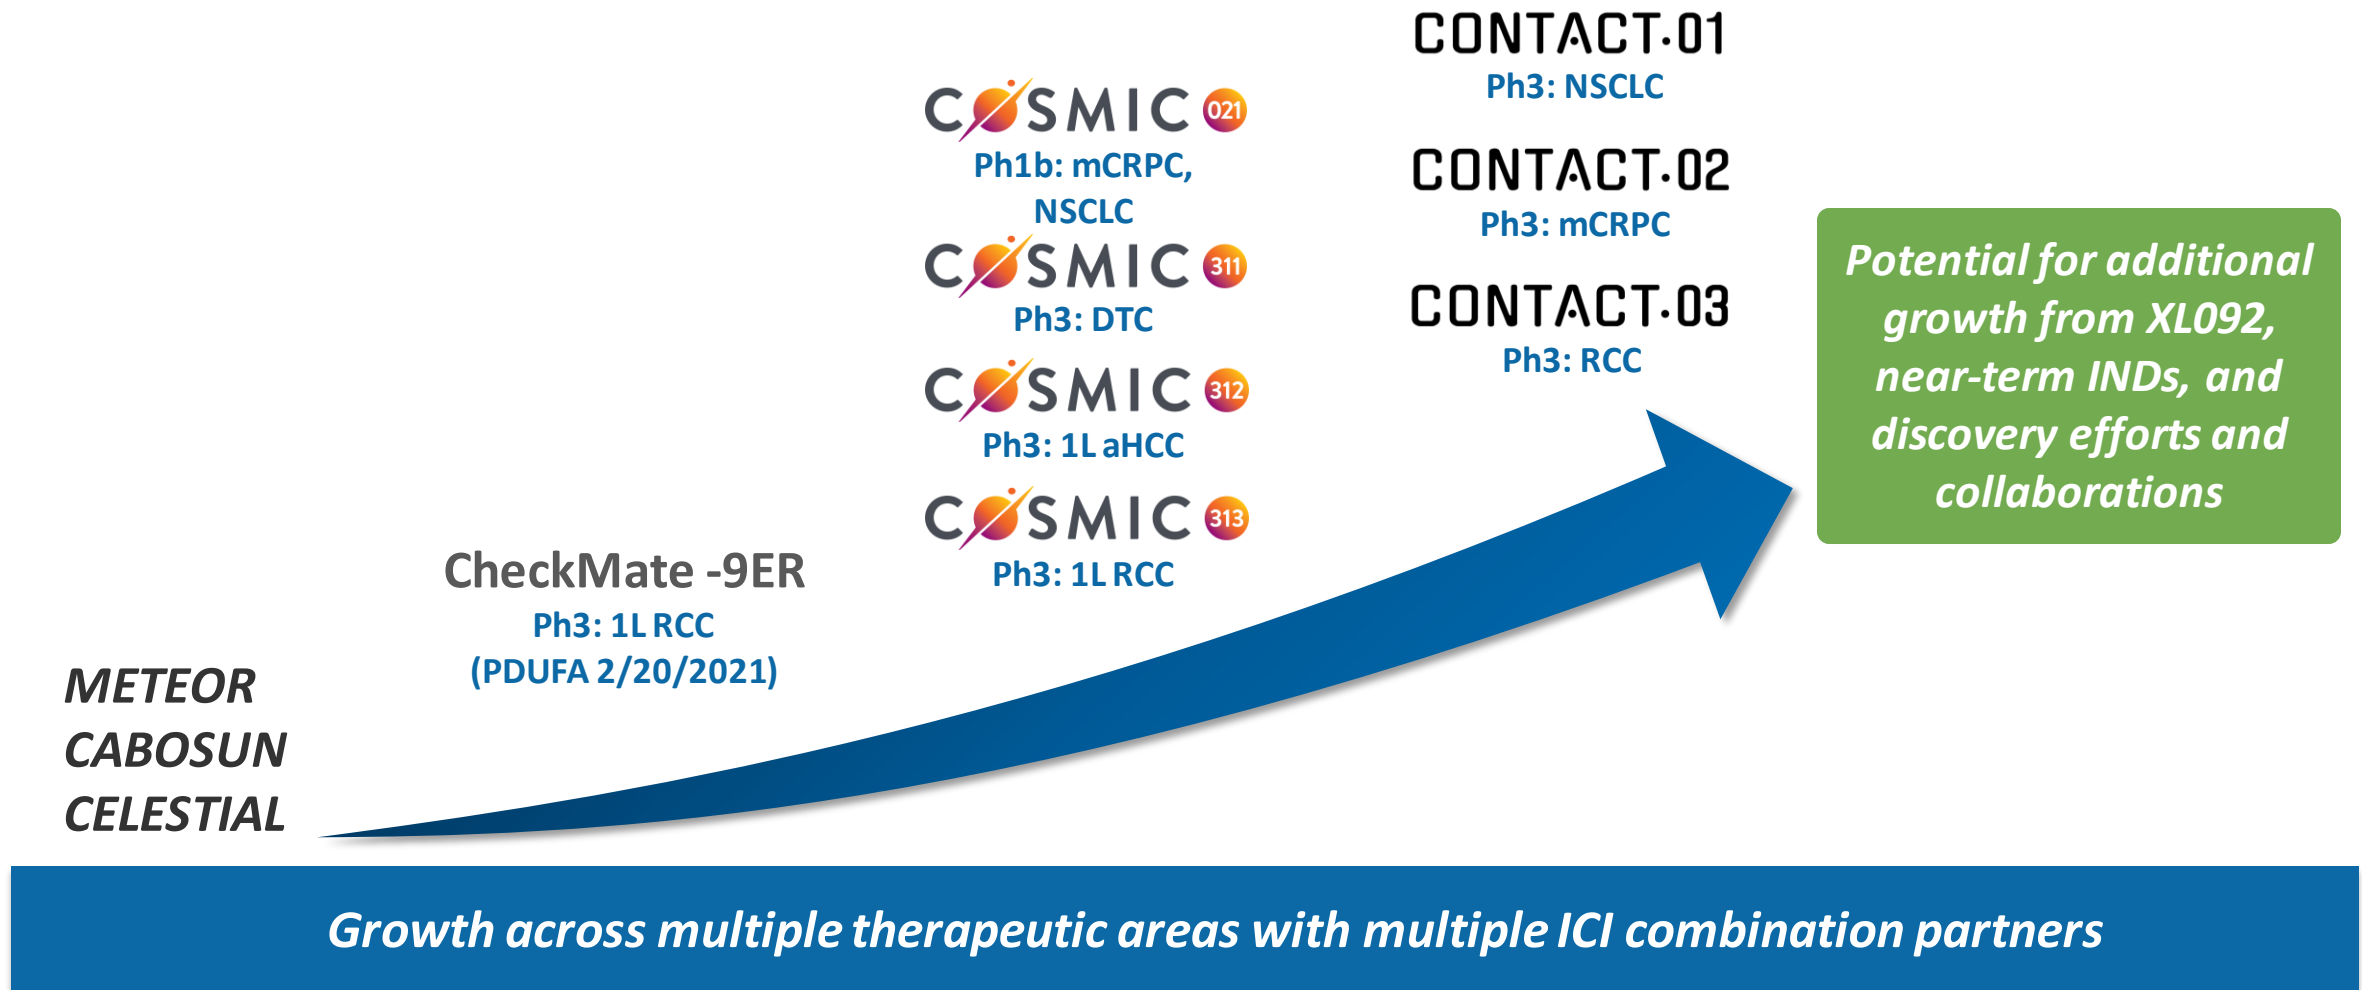 METEOR
CABOSUN
CELESTIAL
CheckMate -9ER
Ph3: 1L RCC
(PDUFA 2/20/2021)
COSMIC 021
Ph1b: mCRPC,
NSCLC
COSMIC 311
Ph3: DTC
COSMIC 312
Ph3: 1L aHCC
COSMIC 313
Ph3: 1L RCC
CONTACT-01
Ph3: NSCLC
CONTACT-02
Ph3: mCRPC
CONTACT-03
Ph3: RCC
Potential for additional
growth from XL092,
near-term INDs, and
discovery efforts and
collaborations
Growth across multiple therapeutic areas with multiple ICI combination partners